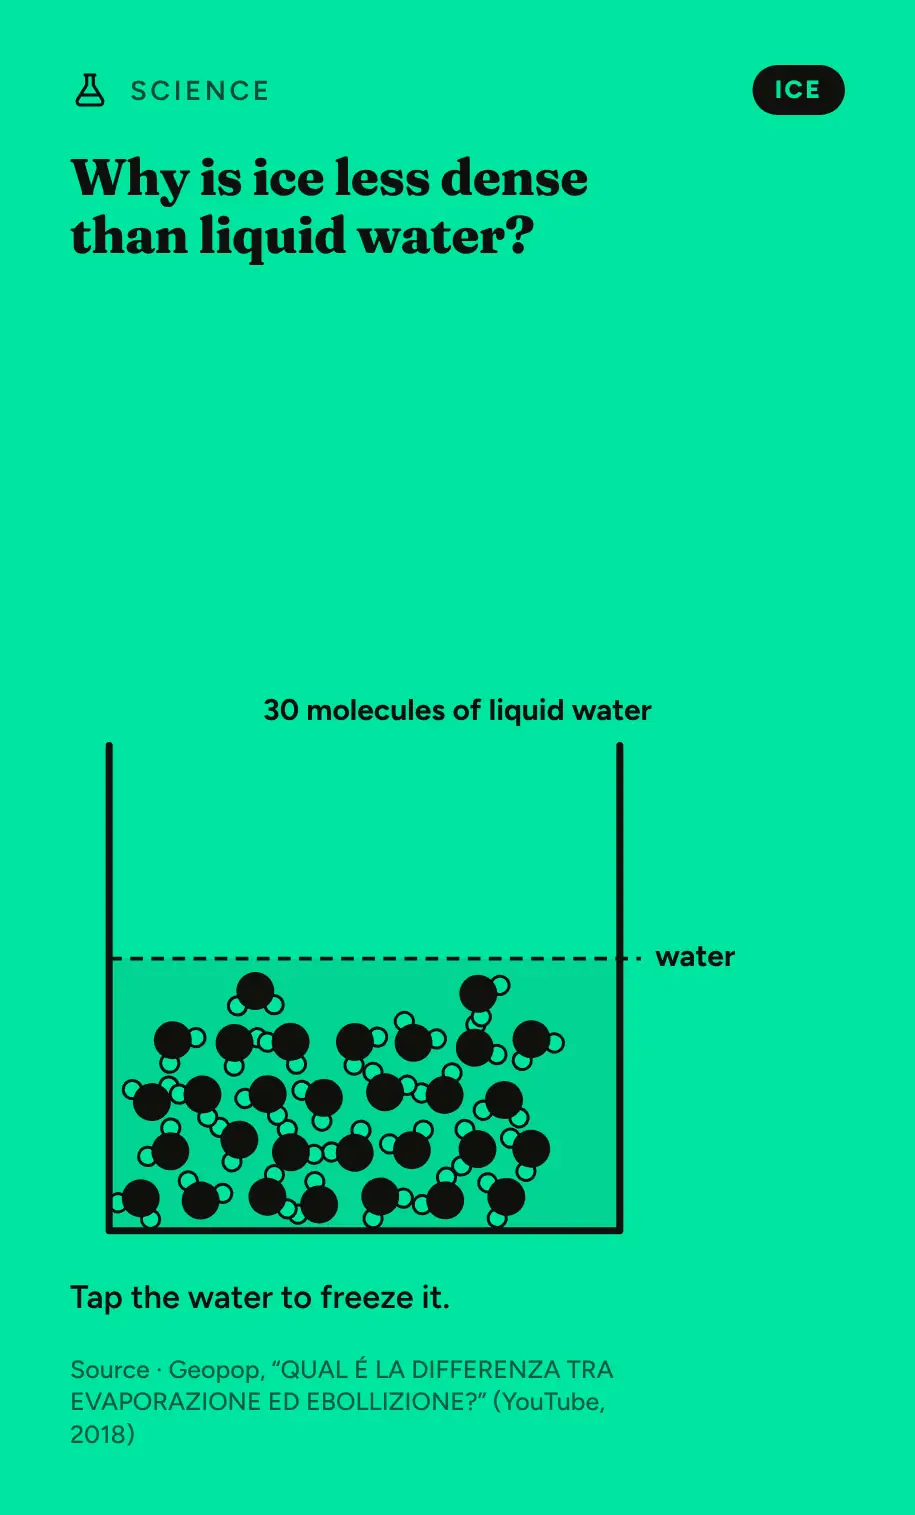 SCIENCE
ICE
Why is ice less dense
than liquid water?
30 molecules of liquid water
water
Tap the water to freeze it.
Source · Geopop, “QUAL É LA DIFFERENZA TRA
EVAPORAZIONE ED EBOLLIZIONE?” (YouTube,
2018)